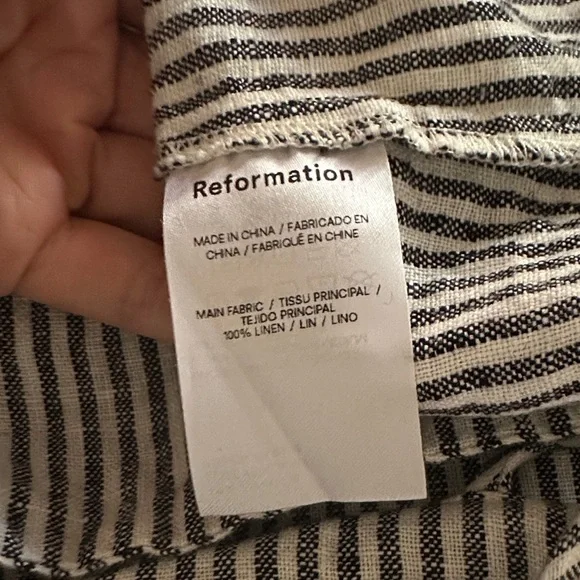 Reformation
MADE IN CHINA / FABRICADO EN
CHINA / FABRIQUÉ EN CHINE
MAIN FABRIC / TISSU PRINCIPAL /
TEJIDO PRINCIPAL
100% LINEN / LIN / LINO